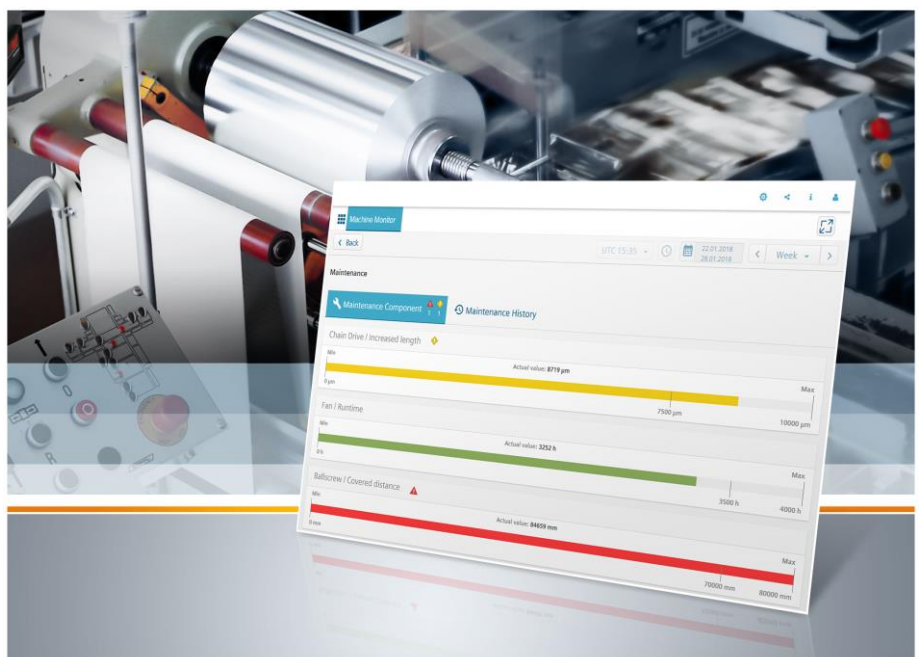 Machine Monitor
Back
UTC 15:35
22.01.2018
28.01.2018
Week
Maintenance
Maintenance Component 1 1
Maintenance History
Chain Drive / Increased length
Min
Actual value: 8719 µm
Max
0 µm
7500 µm
10000 µm
Fan / Runtime
Min
Actual value: 3252 h
Max
0 h
3500 h
4000 h
Ballscrew / Covered distance
Min
Actual value: 84659 mm
Max
0 mm
70000 mm
80000 mm